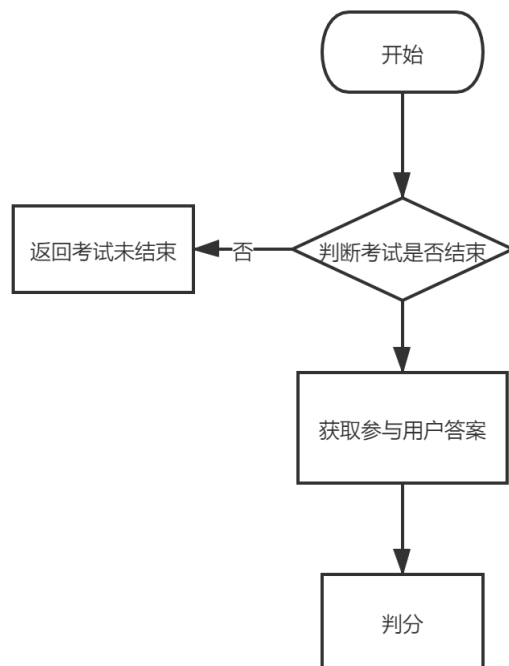 开始
判断考试是否结束
否
返回考试未结束
获取参与用户答案
判分